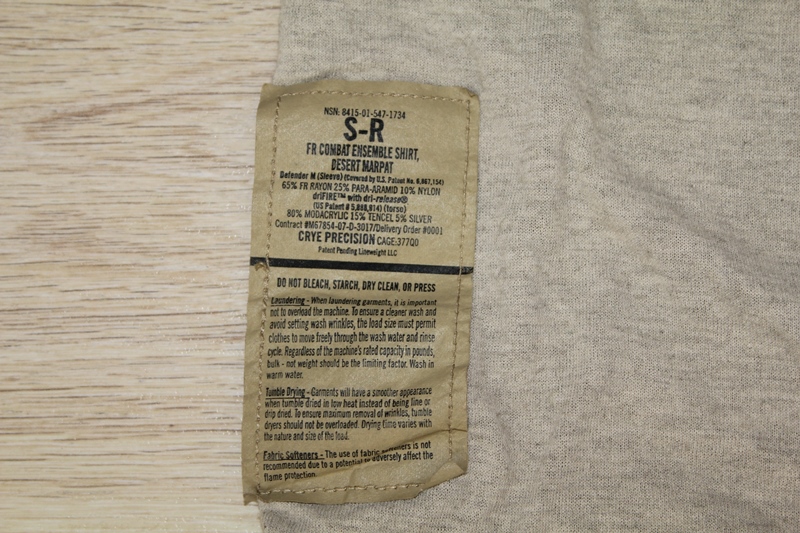 NSN: 8415-01-547-1734
S-R
FR COMBAT ENSEMBLE SHIRT,
DESERT MARPAT
Defender M (Sleeve) (Covered by U.S. Patent No. 6,867,154)
65% FR RAYON 25% PARA-ARAMID 10% NYLON
driFIRE™ with dri-release®
(US Patent # 5,888,914) (torso)
80% MODACRYLIC 15% TENCEL 5% SILVER
Contract #M67854-07-D-3017/Delivery Order #0001
CRYE PRECISION CAGE:377Q0
Patent Pending Lineweight LLC
DO NOT BLEACH, STARCH, DRY CLEAN, OR PRESS
Laundering - When laundering garments, it is important
not to overload the machine. To ensure a cleaner wash and
avoid setting wash wrinkles, the load size must permit
clothes to move freely through the wash water and rinse
cycle. Regardless of the machine's rated capacity in pounds,
bulk - not weight should be the limiting factor. Wash in
warm water.
Tumble Drying - Garments will have a smoother appearance
when tumble dried in low heat instead of being line or
drip dried. To ensure maximum removal of wrinkles, tumble
dryers should not be overloaded. Drying time varies with
the nature and size of the load.
Fabric Softeners - The use of fabric softeners is not
recommended due to a potential to adversely affect the
flame protection.